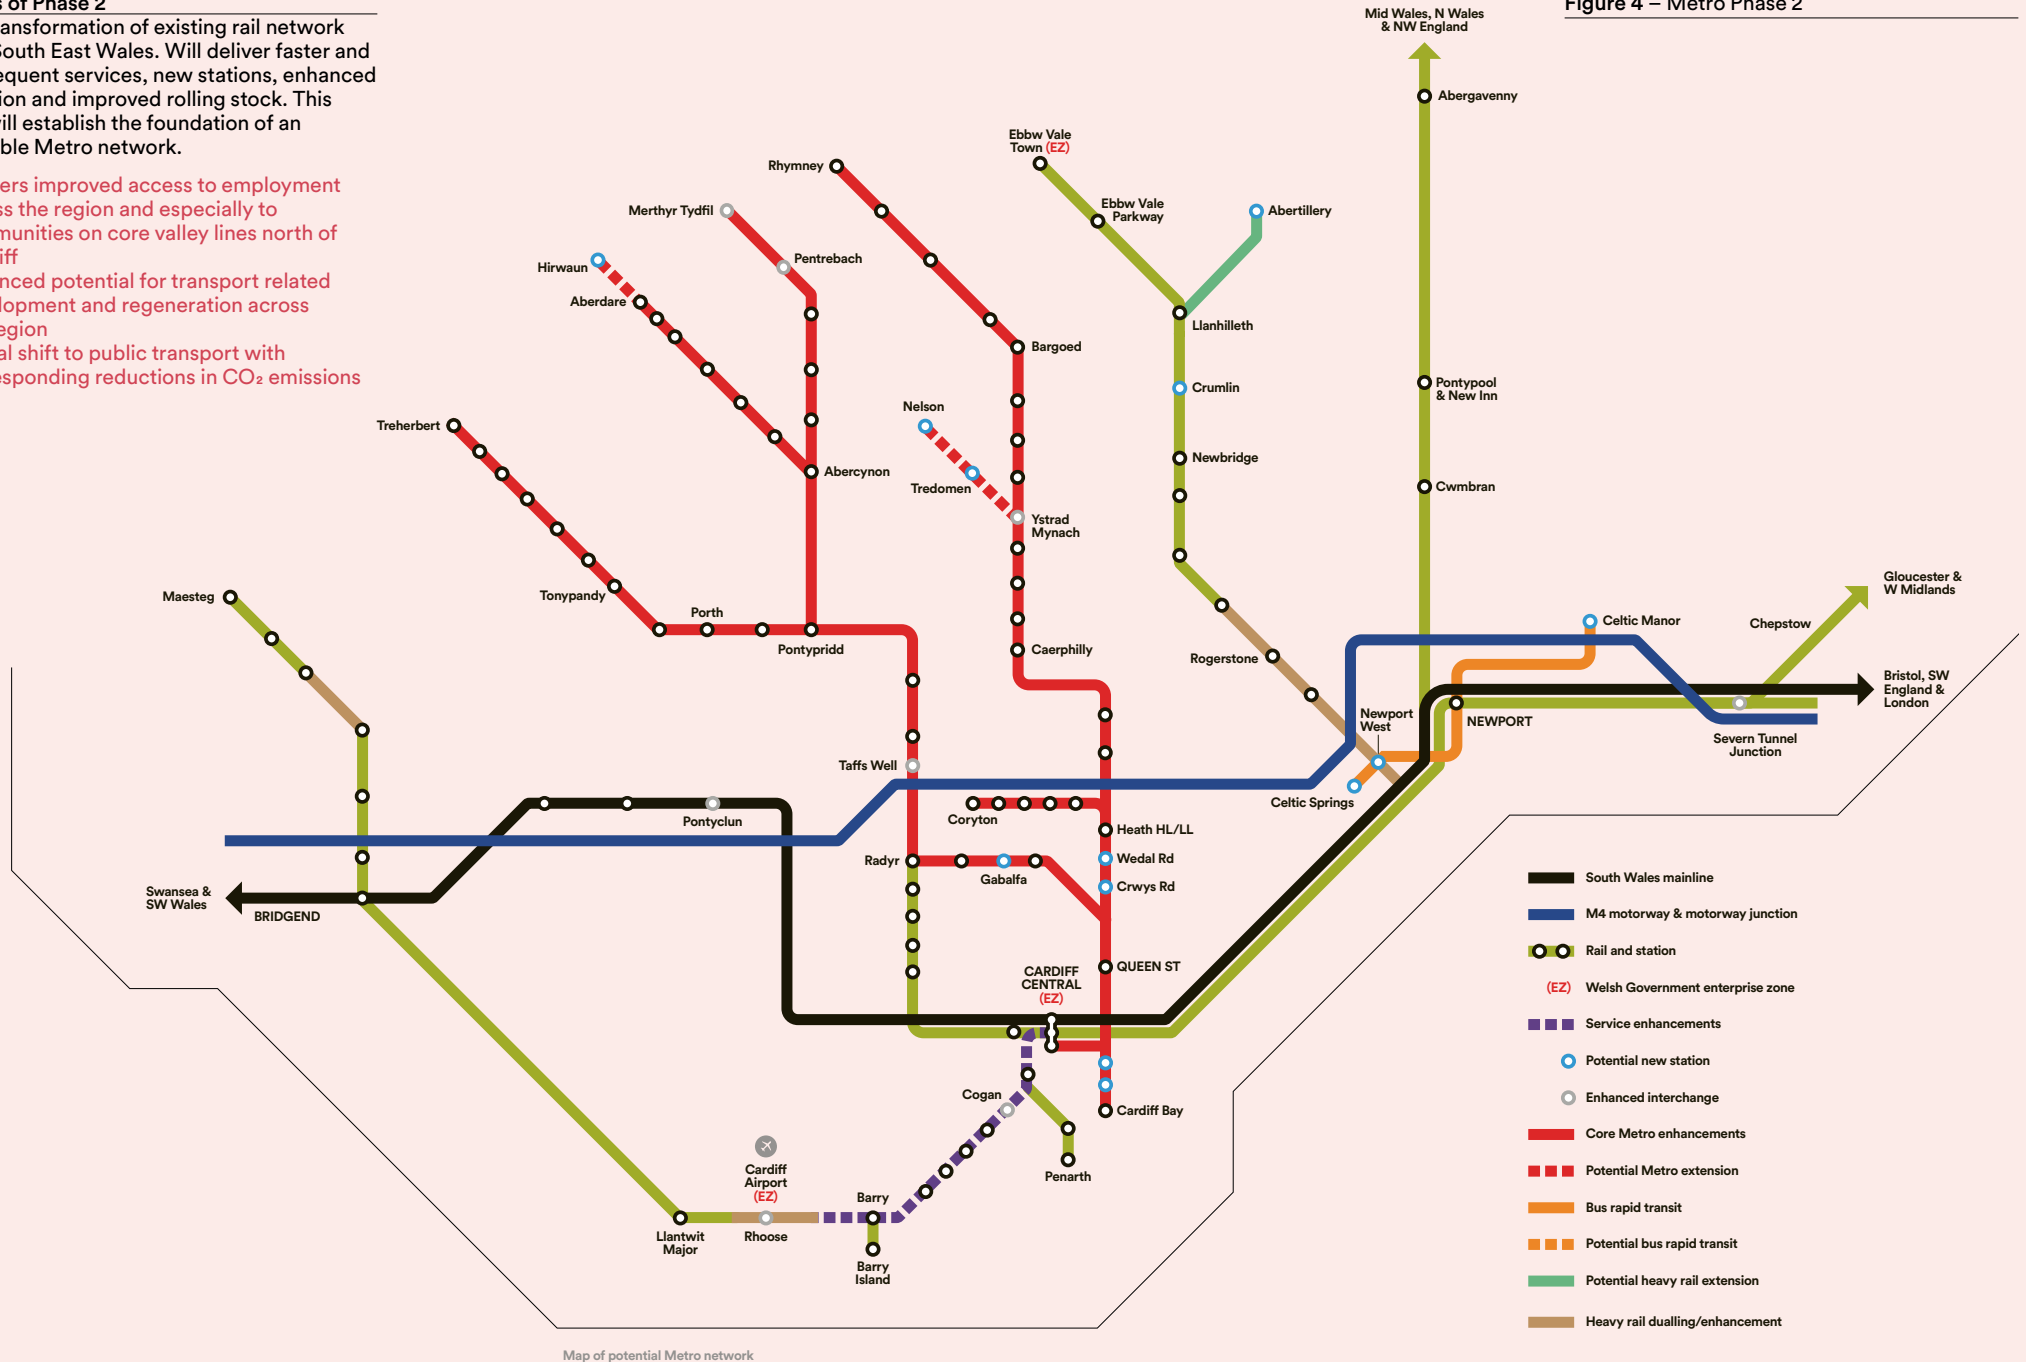 s of Phase 2
ansformation of existing rail network
South East Wales. Will deliver faster and
equent services, new stations, enhanced
ion and improved rolling stock. This
ill establish the foundation of an
ble Metro network.
ers improved access to employment
ss the region and especially to
munities on core valley lines north of
iff
nced potential for transport related
lopment and regeneration across
egion
al shift to public transport with
esponding reductions in CO₂ emissions
Figure 4 – Metro Phase 2
Mid Wales, N Wales
& NW England
Abergavenny
Ebbw Vale
Town (EZ)
Rhymney
Ebbw Vale
Parkway
Merthyr Tydfil
Abertillery
Pentrebach
Hirwaun
Aberdare
Llanhilleth
Bargoed
Crumlin
Pontypool
& New Inn
Nelson
Treherbert
Newbridge
Abercynon
Tredomen
Cwmbran
Ystrad
Mynach
Maesteg
Tonypandy
Porth
Pontypridd
Caerphilly
Rogerstone
Celtic Manor
Chepstow
Gloucester &
W Midlands
Bristol, SW
England &
London
Newport
West
NEWPORT
Severn Tunnel
Junction
Taffs Well
Celtic Springs
Pontyclun
Coryton
Heath HL/LL
Wedal Rd
Radyr
Gabalfa
Crwys Rd
Swansea &
SW Wales
BRIDGEND
QUEEN ST
CARDIFF
CENTRAL
(EZ)
Cogan
Cardiff Bay
Penarth
Cardiff
Airport
(EZ)
Barry
Llantwit
Major
Rhoose
Barry
Island
South Wales mainline
M4 motorway & motorway junction
Rail and station
(EZ) Welsh Government enterprise zone
Service enhancements
Potential new station
Enhanced interchange
Core Metro enhancements
Potential Metro extension
Bus rapid transit
Potential bus rapid transit
Potential heavy rail extension
Heavy rail dualling/enhancement
Map of potential Metro network